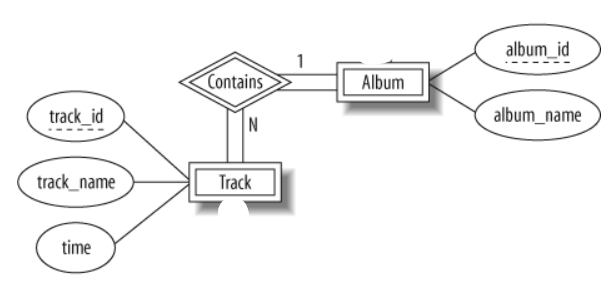 album_id
1
Contains
Album
album_name
N
track_id
track_name
Track
time